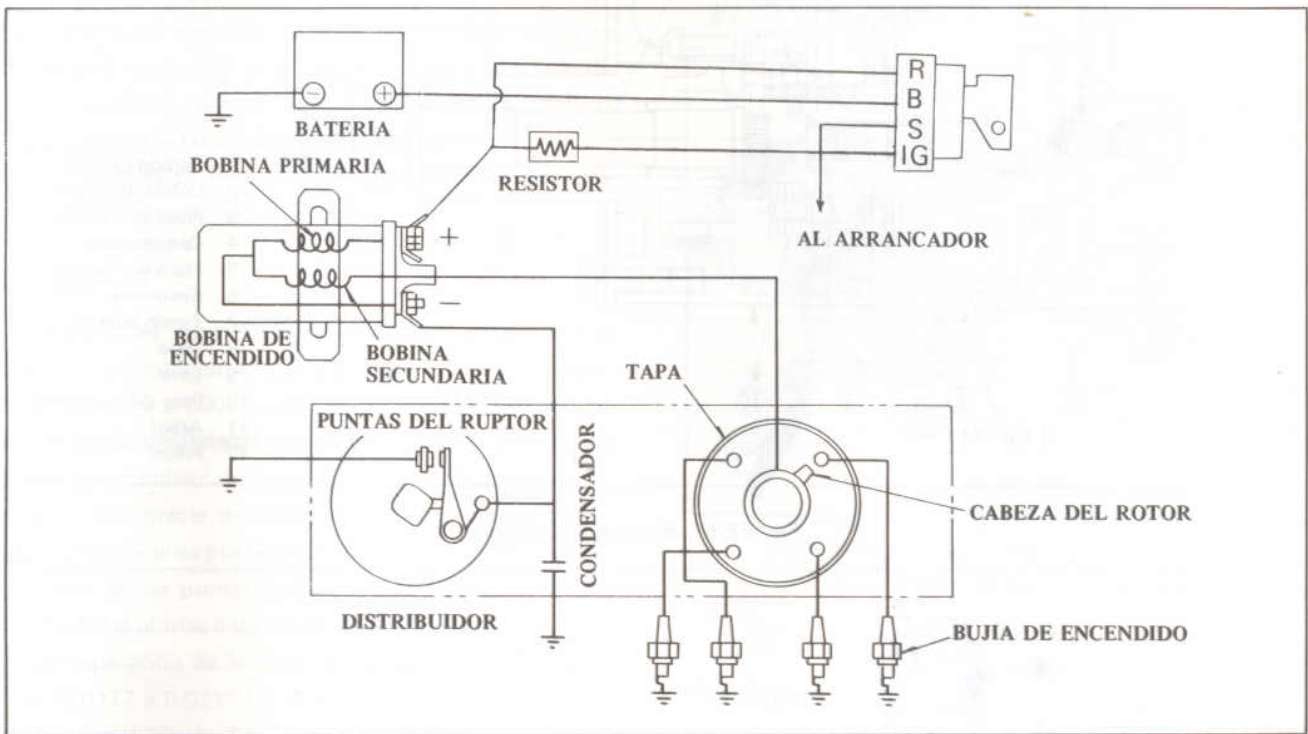 R
B
S
IG
BATERIA
BOBINA PRIMARIA
RESISTOR
AL ARRANCADOR
+
−
BOBINA DE
ENCENDIDO
BOBINA
SECUNDARIA
TAPA
PUNTAS DEL RUPTOR
CONDENSADOR
CABEZA DEL ROTOR
DISTRIBUIDOR
BUJIA DE ENCENDIDO